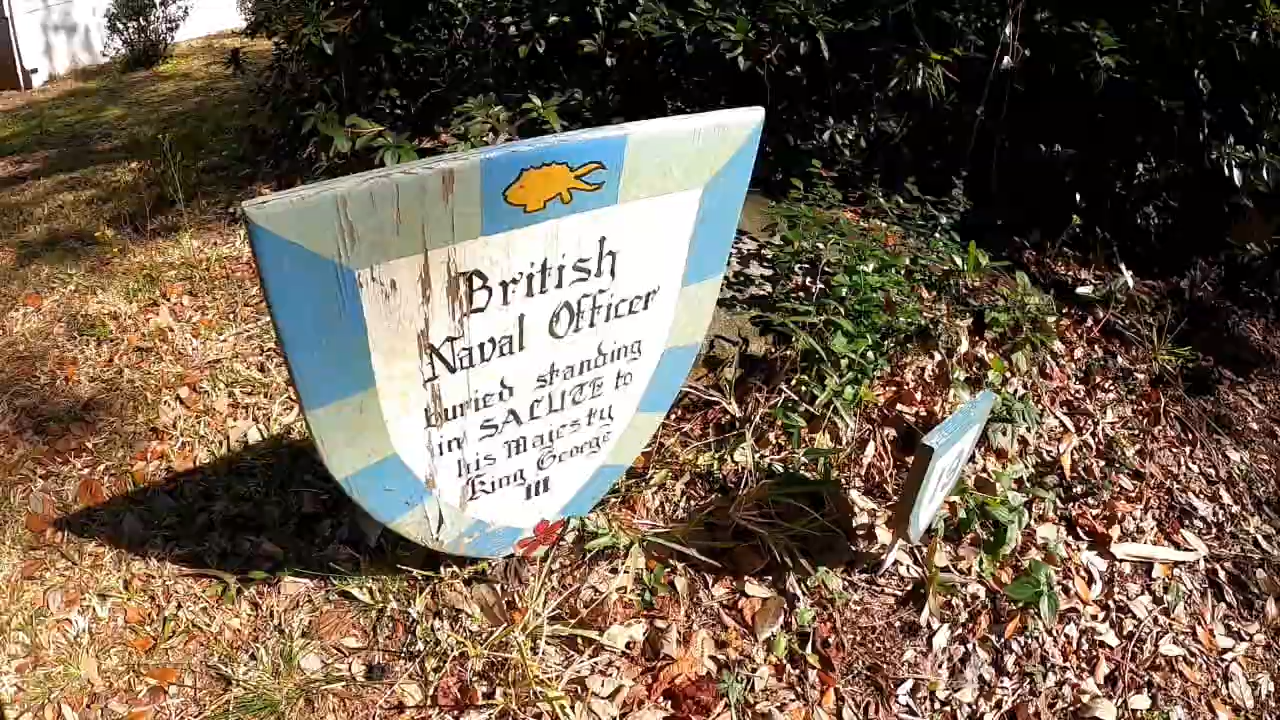 British
Naval Officer
buried standing
in SALUTE to
his Majesty
King George
III